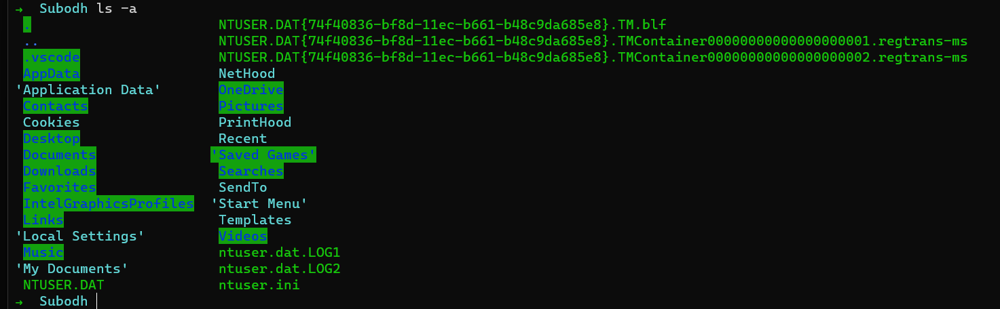 → Subodh ls -a
. NTUSER.DAT{74f40836-bf8d-11ec-b661-b48c9da685e8}.TM.blf
.. NTUSER.DAT{74f40836-bf8d-11ec-b661-b48c9da685e8}.TMContainer00000000000000000001.regtrans-ms
.vscode NTUSER.DAT{74f40836-bf8d-11ec-b661-b48c9da685e8}.TMContainer00000000000000000002.regtrans-ms
AppData NetHood
'Application Data' OneDrive
Contacts Pictures
Cookies PrintHood
Desktop Recent
Documents 'Saved Games'
Downloads Searches
Favorites SendTo
IntelGraphicsProfiles 'Start Menu'
Links Templates
'Local Settings' Videos
Music ntuser.dat.LOG1
'My Documents' ntuser.dat.LOG2
NTUSER.DAT ntuser.ini
→ Subodh